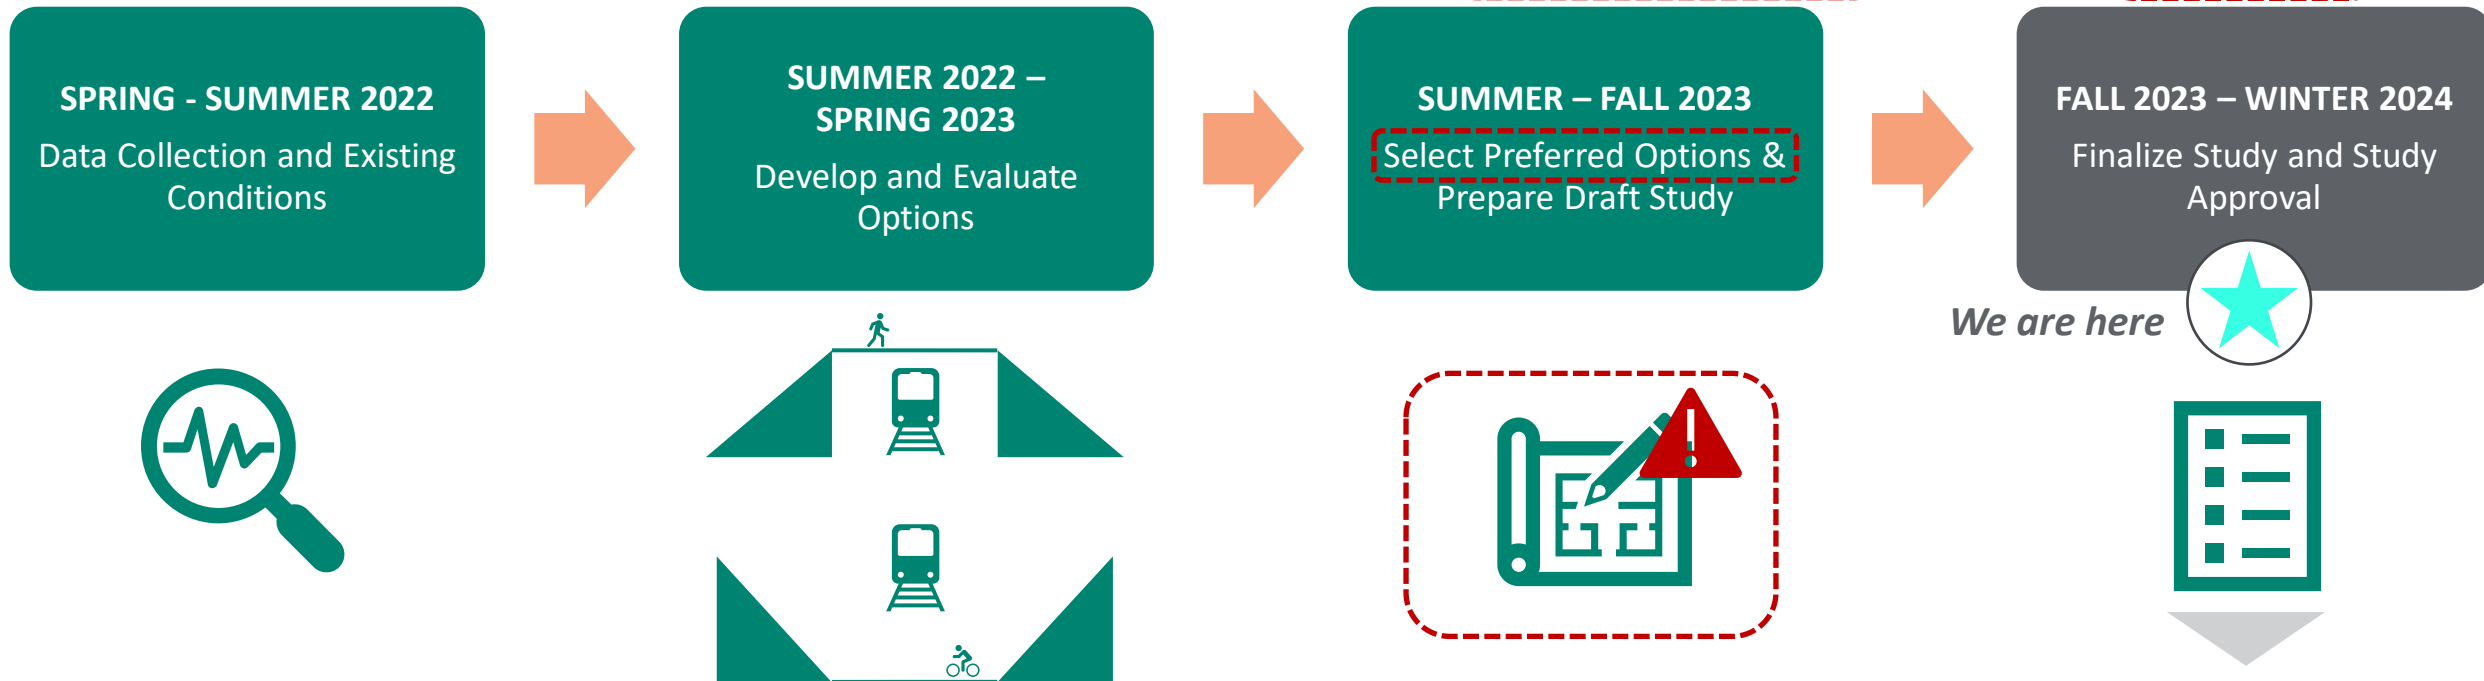 SPRING - SUMMER 2022
Data Collection and Existing
Conditions
SUMMER 2022 –
SPRING 2023
Develop and Evaluate
Options
SUMMER – FALL 2023
Select Preferred Options &
Prepare Draft Study
FALL 2023 – WINTER 2024
Finalize Study and Study
Approval
We are here